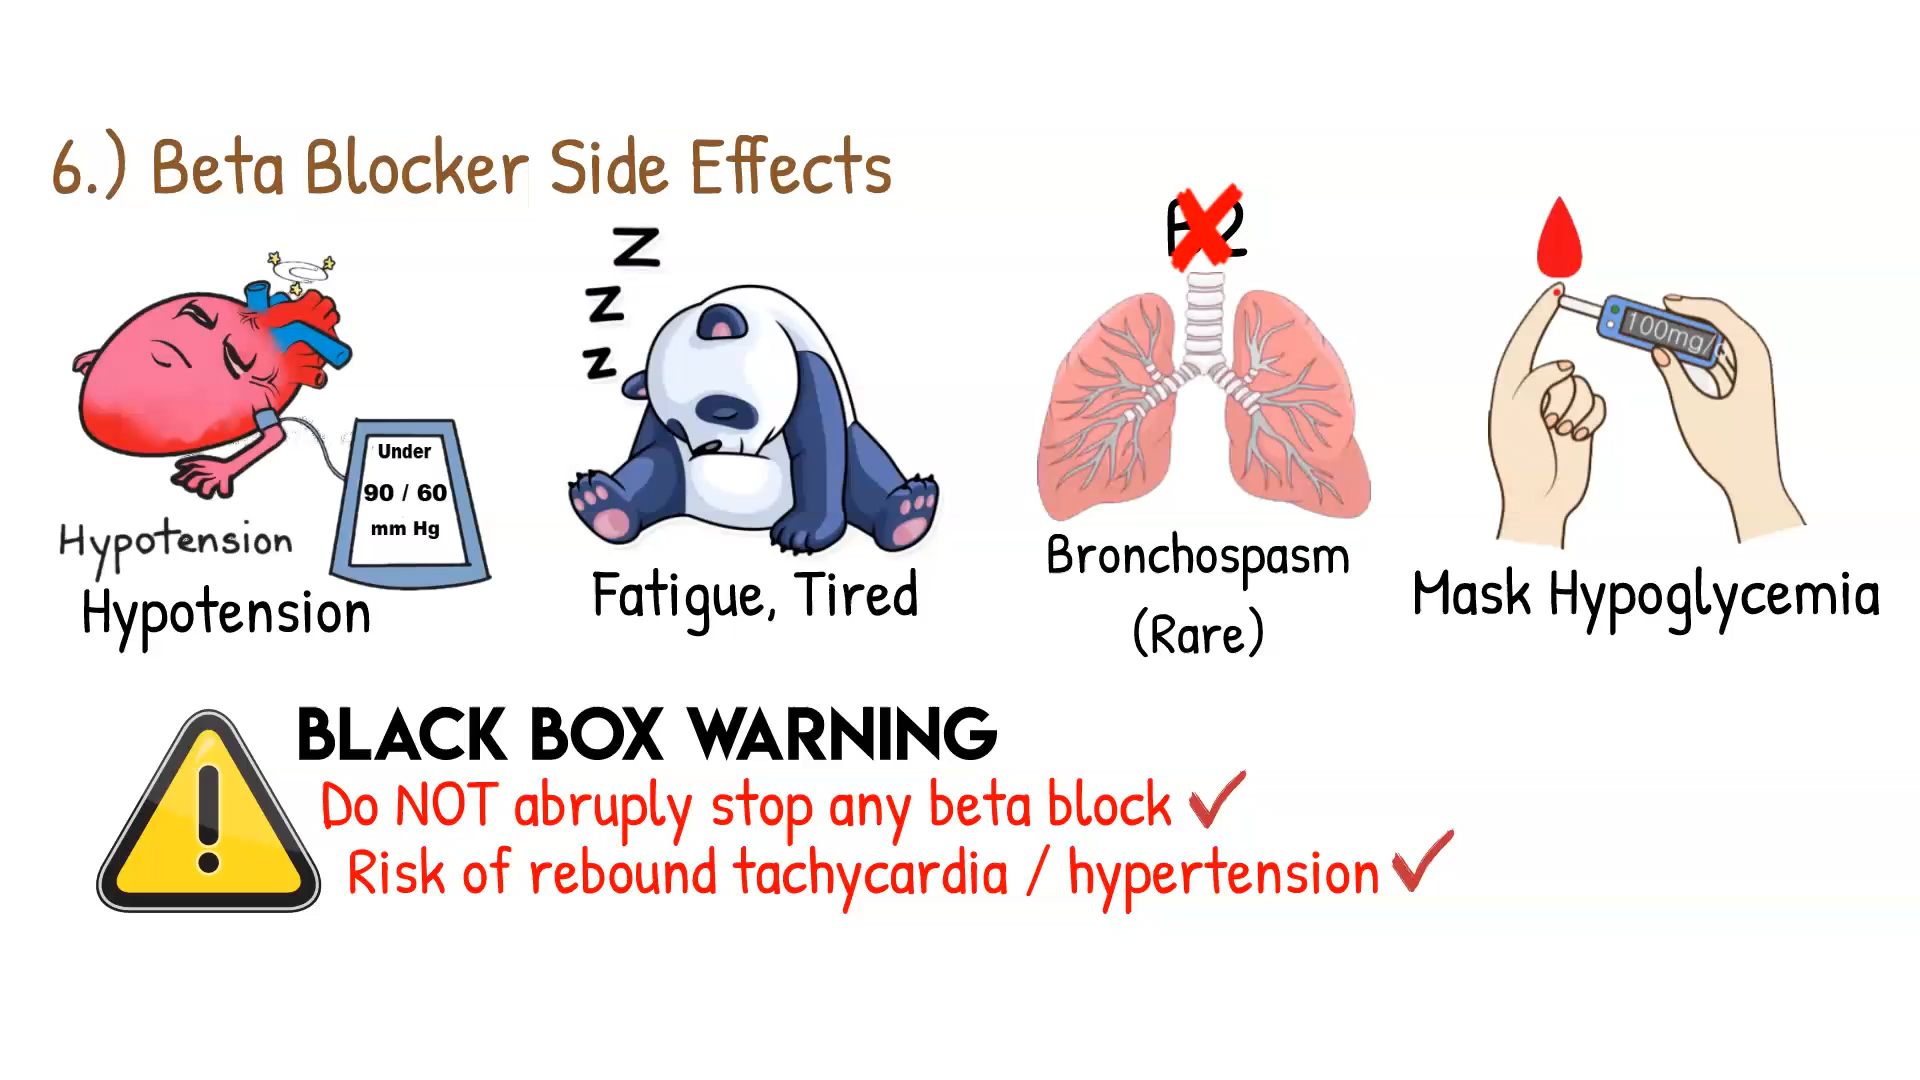 6.) Beta Blocker Side Effects
Z
Z
Z
Under
90 / 60
mm Hg
Hypotension
Hypotension
Fatigue, Tired
Bronchospasm
(Rare)
100mg/
Mask Hypoglycemia
BLACK BOX WARNING
Do NOT abruply stop any beta block
Risk of rebound tachycardia / hypertension